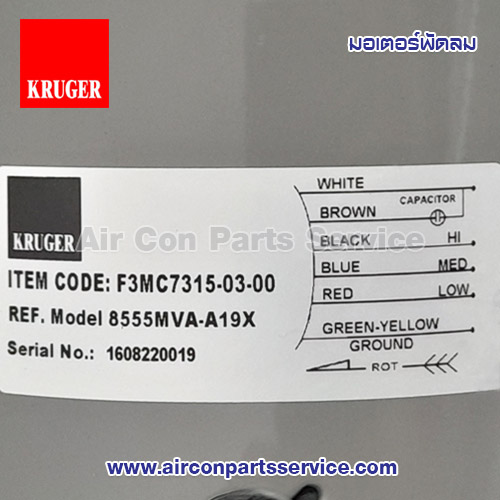 KRUGER
มอเตอร์พัดลม
KRUGER
Air Con Parts Service
ITEM CODE: F3MC7315-03-00
REF. Model 8555MVA-A19X
Serial No.: 1608220019
WHITE
CAPACITOR
BROWN
BLACK HI
BLUE MED
RED LOW
GREEN-YELLOW
GROUND
ROT
www.airconpartsservice.com